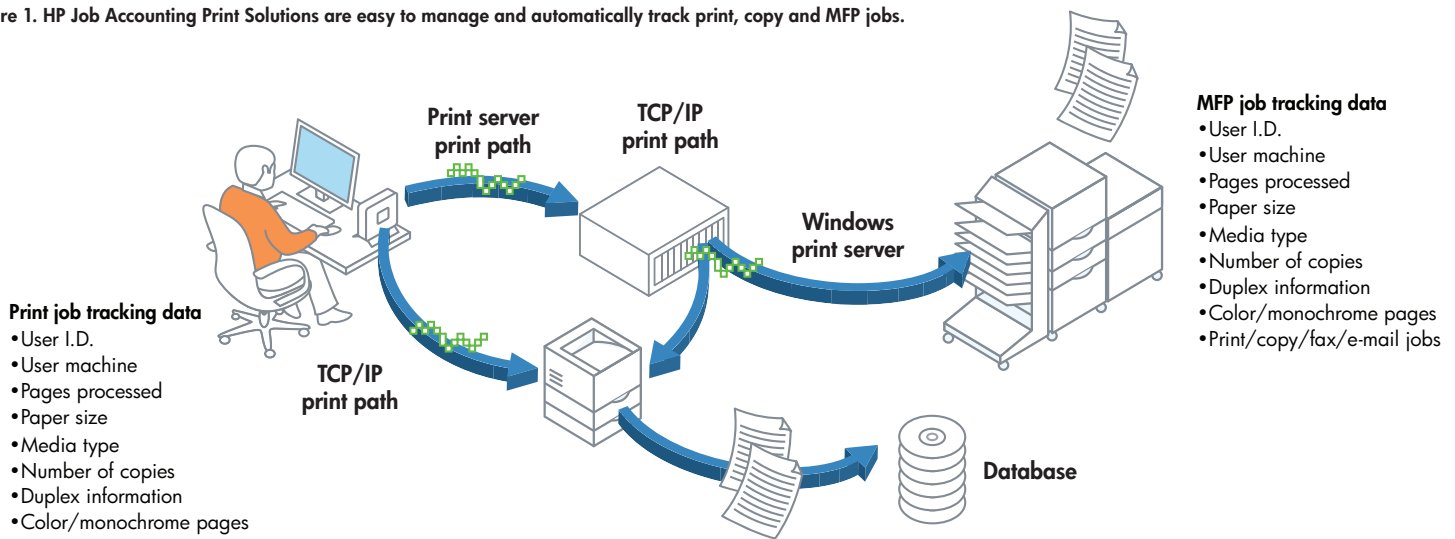 re 1. HP Job Accounting Print Solutions are easy to manage and automatically track print, copy and MFP jobs.
Print server
print path
TCP/IP
print path
Windows
print server
MFP job tracking data
•User I.D.
•User machine
•Pages processed
•Paper size
•Media type
•Number of copies
•Duplex information
•Color/monochrome pages
•Print/copy/fax/e-mail jobs
Print job tracking data
•User I.D.
•User machine
•Pages processed
•Paper size
•Media type
•Number of copies
•Duplex information
•Color/monochrome pages
TCP/IP
print path
Database